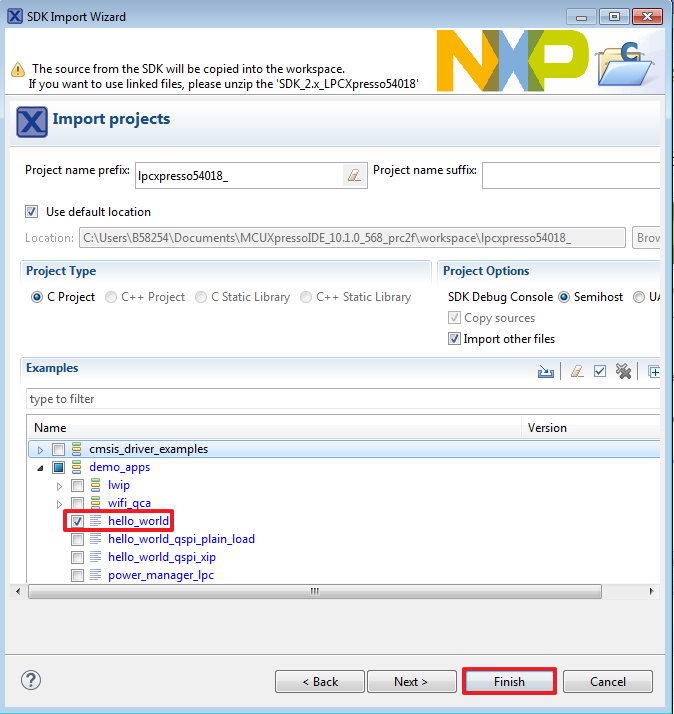 SDK Import Wizard
The source from the SDK will be copied into the workspace.
If you want to use linked files, please unzip the 'SDK_2.x_LPCXpresso54018'
NXP
C
X
Import projects
Project name prefix: lpcxpresso54018_ Project name suffix:
Use default location
Location: C:\Users\B58254\Documents\MCUXpressoIDE_10.1.0_568_prc2f\workspace\lpcxpresso54018_ Brow
Project Type
C Project C++ Project C Static Library C++ Static Library
Project Options
SDK Debug Console Semihost UA
Copy sources
Import other files
Examples
type to filter
Name Version
cmsis_driver_examples
demo_apps
lwip
wifi_qca
hello_world
hello_world_qspi_plain_load
hello_world_qspi_xip
power_manager_lpc
? < Back Next > Finish Cancel